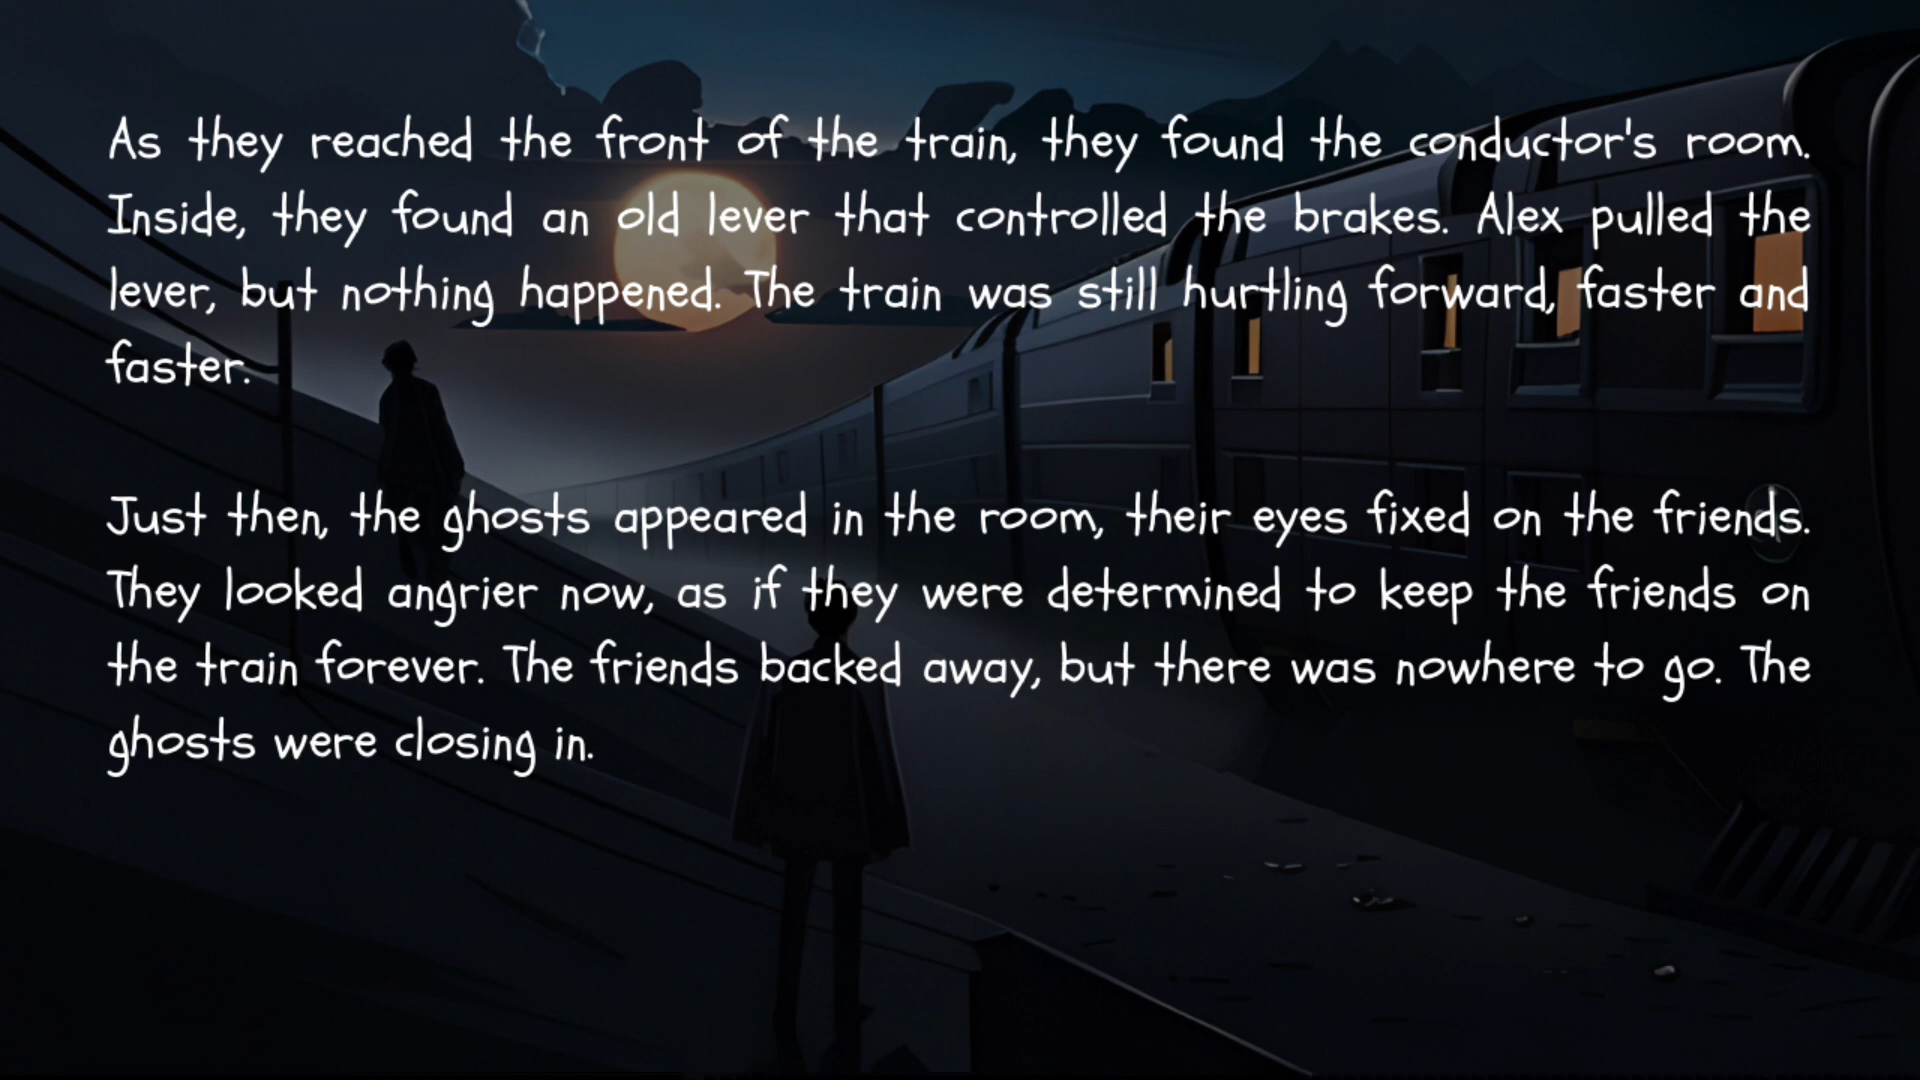 As they reached the front of the train, they found the conductor's room.
Inside, they found an old lever that controlled the brakes. Alex pulled the
lever, but nothing happened. The train was still hurtling forward, faster and
faster.
Just then, the ghosts appeared in the room, their eyes fixed on the friends.
They looked angrier now, as if they were determined to keep the friends on
the train forever. The friends backed away, but there was nowhere to go. The
ghosts were closing in.